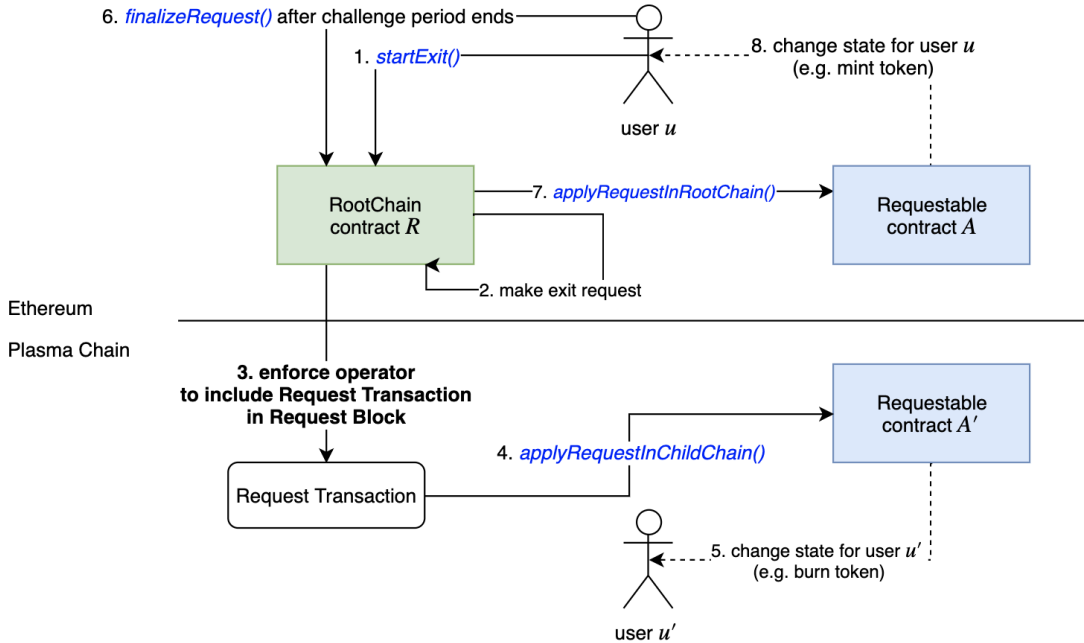 6. finalizeRequest() after challenge period ends
1. startExit()
8. change state for user u
(e.g. mint token)
user u
RootChain
contract R
7. applyRequestInRootChain()
Requestable
contract A
2. make exit request
Ethereum
Plasma Chain
3. enforce operator
to include Request Transaction
in Request Block
Requestable
contract A′
4. applyRequestInChildChain()
Request Transaction
5. change state for user u′
(e.g. burn token)
user u′